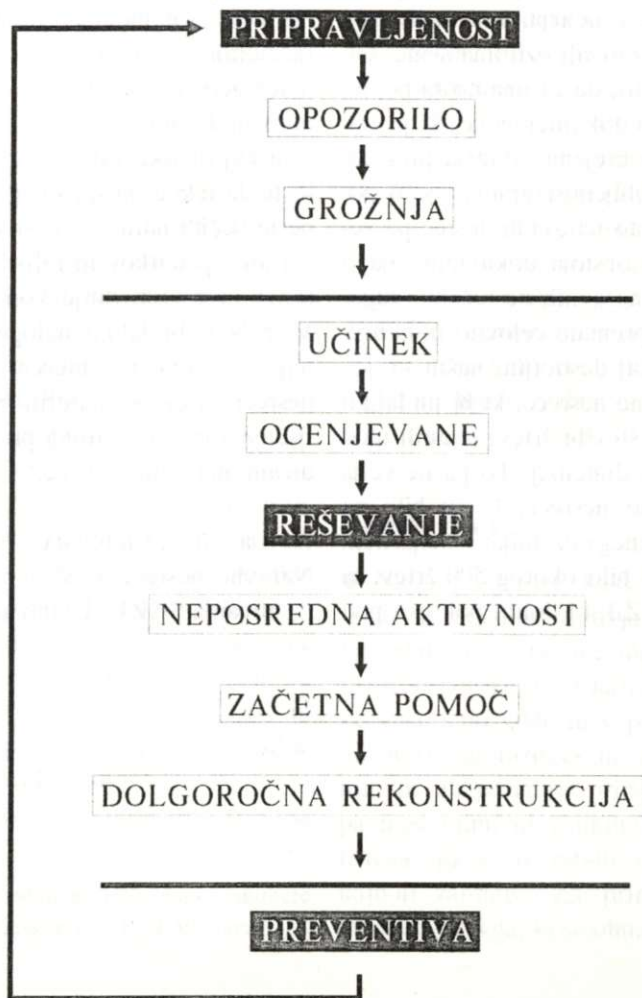 PRIPRAVLJENOST
OPOZORILO
GROŽNJA
UČINEK
OCENJEVANE
REŠEVANJE
NEPOSREDNA AKTIVNOST
ZAČETNA POMOČ
DOLGOROČNA REKONSTRUKCIJA
PREVENTIVA